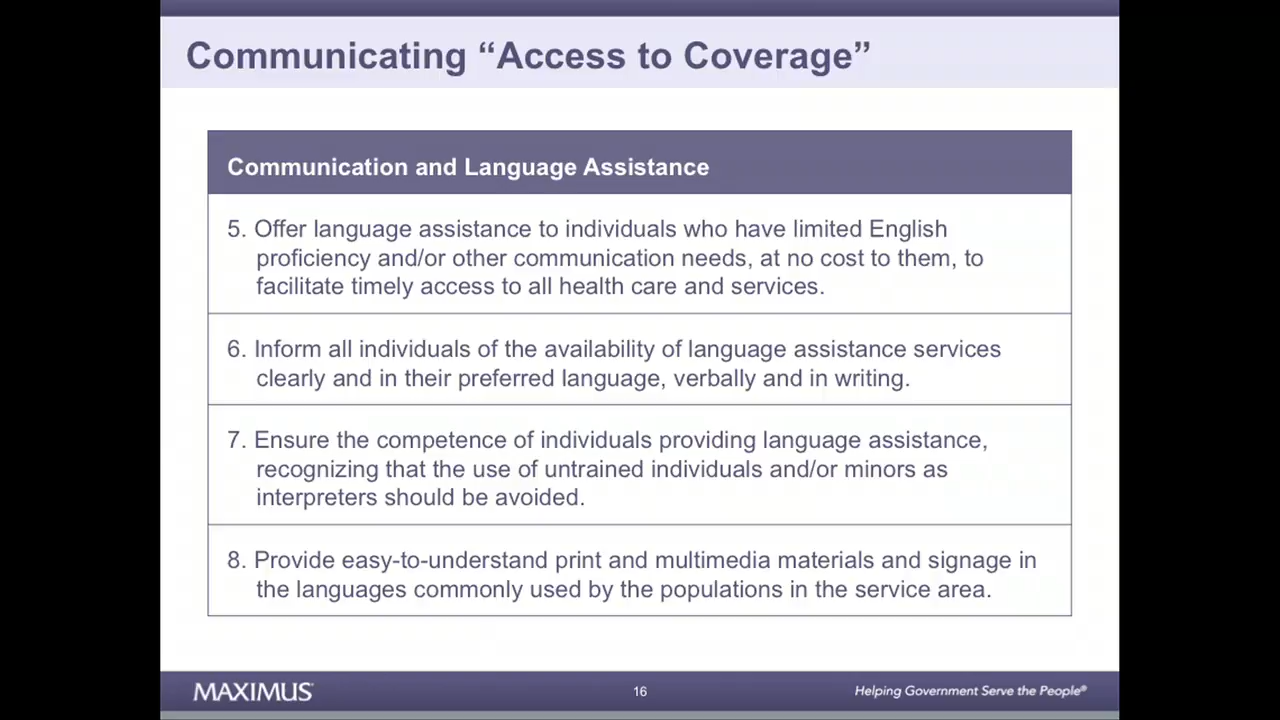 Communicating “Access to Coverage”
Communication and Language Assistance
5. Offer language assistance to individuals who have limited English
proficiency and/or other communication needs, at no cost to them, to
facilitate timely access to all health care and services.
6. Inform all individuals of the availability of language assistance services
clearly and in their preferred language, verbally and in writing.
7. Ensure the competence of individuals providing language assistance,
recognizing that the use of untrained individuals and/or minors as
interpreters should be avoided.
8. Provide easy-to-understand print and multimedia materials and signage in
the languages commonly used by the populations in the service area.
MAXIMUS
16
Helping Government Serve the People®